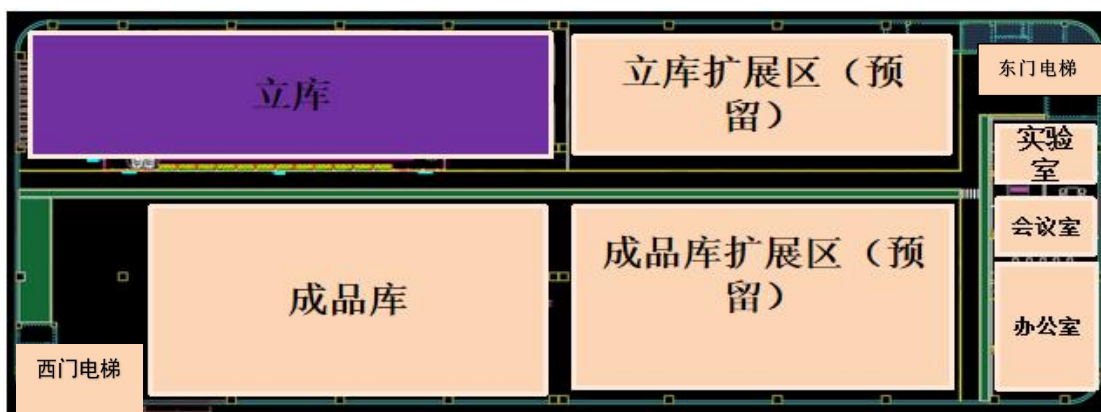 立库
立库扩展区（预
留）
东门电梯
实验
室
会议室
成品库
成品库扩展区（预
留）
办公室
西门电梯